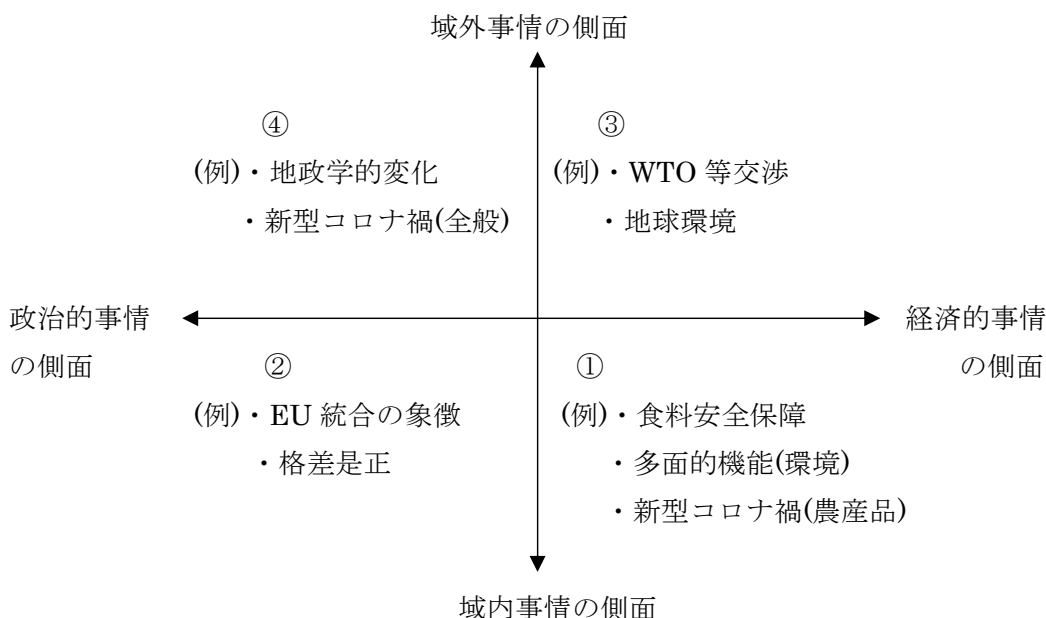 域外事情の側面
④
(例)・地政学的変化
・新型コロナ禍(全般)
③
(例)・WTO 等交渉
・地球環境
政治的事情
の側面
経済的事情
の側面
②
(例)・EU 統合の象徴
・格差是正
①
(例)・食料安全保障
・多面的機能(環境)
・新型コロナ禍(農産品)
域内事情の側面